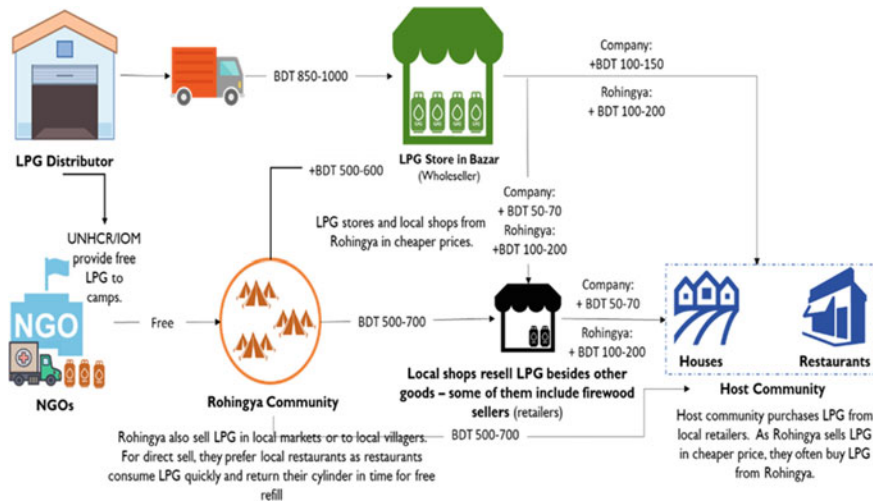 Company:
+BDT 100-150
BDT 850-1000
Rohingya:
+ BDT 100-200
LPG Distributor
LPG Store in Bazar
(Wholeseller)
+BDT 500-600
Company:
+ BDT 50-70
Rohingya:
+BDT 100-200
LPG stores and local shops from
Rohingya in cheaper prices.
UNHCR/IOM
provide free
LPG to
camps.
NGO
Free
BDT 500-700
Company:
+ BDT 50-70
Rohingya:
+ BDT 100-200
Houses
Restaurants
NGOs
Rohingya Community
Local shops resell LPG besides other
goods – some of them include firewood
sellers (retailers)
Host Community
Rohingya also sell LPG in local markets or to local villagers.
For direct sell, they prefer local restaurants as restaurants
consume LPG quickly and return their cylinder in time for free
refill
BDT 500-700
Host community purchases LPG from
local retailers. As Rohingya sells LPG
in cheaper price, they often buy LPG
from Rohingya.